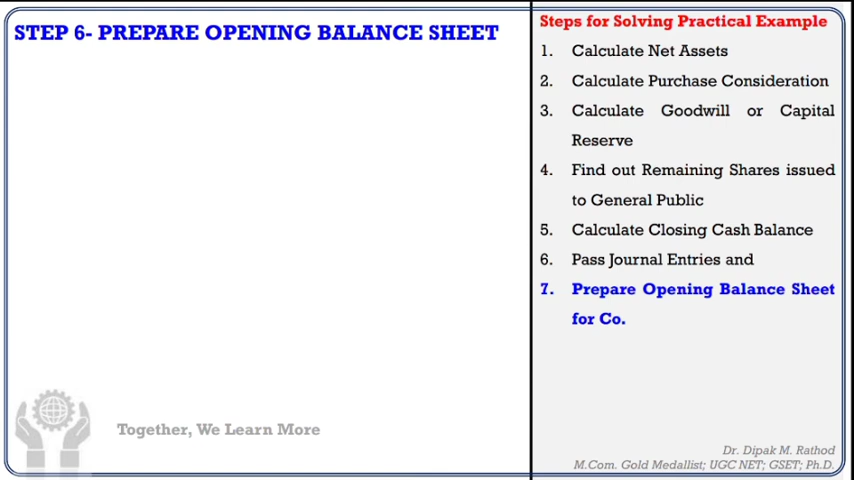 STEP 6- PREPARE OPENING BALANCE SHEET
Together, We Learn More
Steps for Solving Practical Example
1. Calculate Net Assets
2. Calculate Purchase Consideration
3. Calculate Goodwill or Capital
Reserve
4. Find out Remaining Shares issued
to General Public
5. Calculate Closing Cash Balance
6. Pass Journal Entries and
7. Prepare Opening Balance Sheet
for Co.
Dr. Dipak M. Rathod
M.Com. Gold Medallist; UGC NET; GSET; Ph.D.